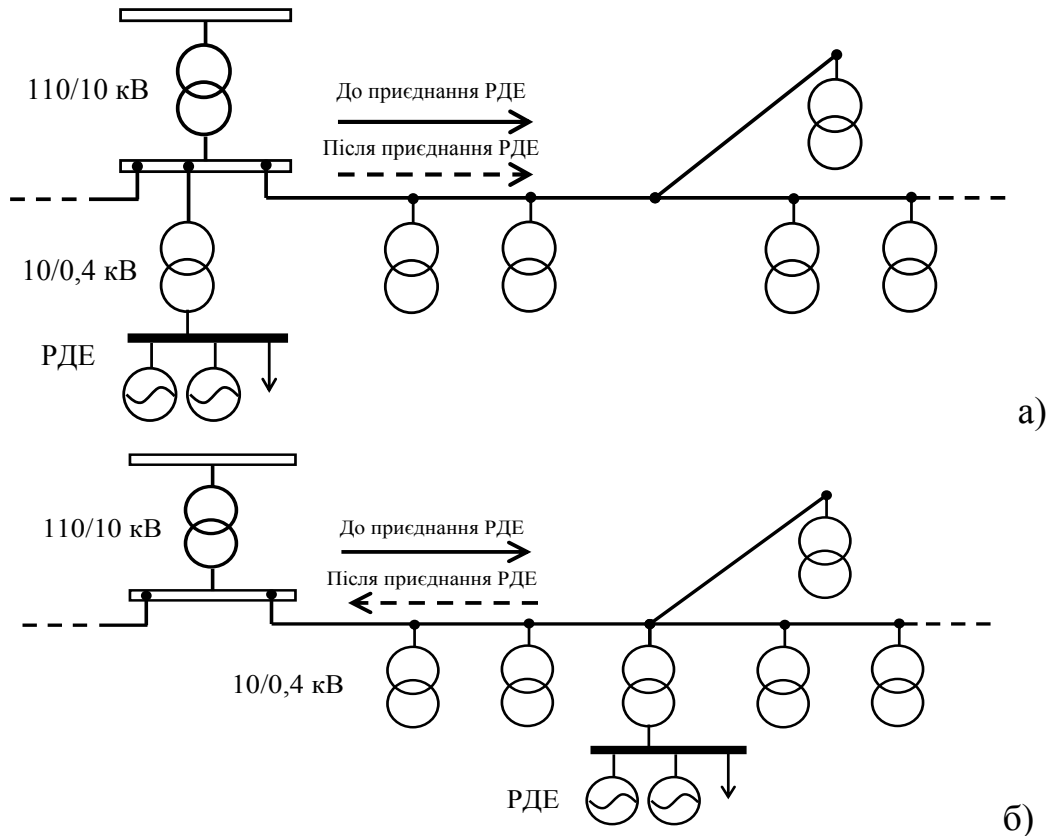 110/10 кВ
До приєднання РДЕ
Після приєднання РДЕ
10/0,4 кВ
РДЕ
а)
110/10 кВ
До приєднання РДЕ
Після приєднання РДЕ
10/0,4 кВ
РДЕ
б)